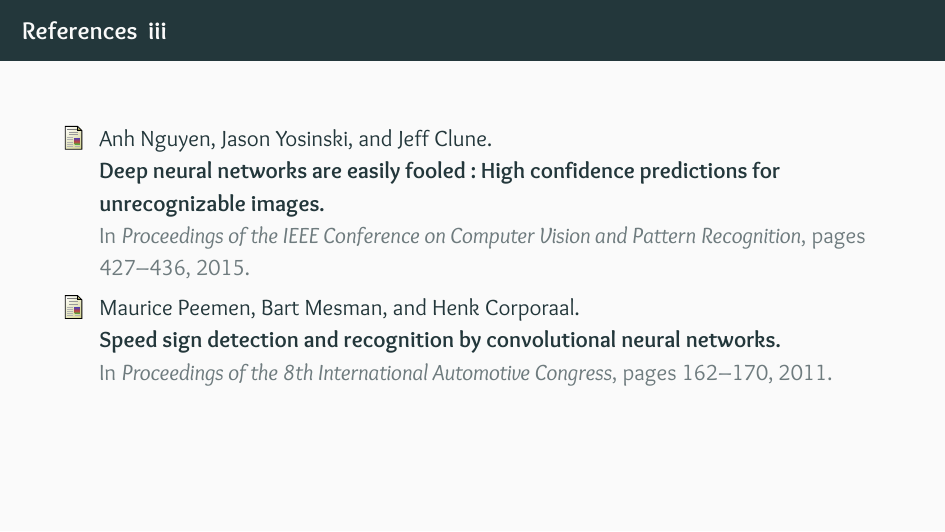 References iii
Anh Nguyen, Jason Yosinski, and Jeff Clune.
Deep neural networks are easily fooled : High confidence predictions for
unrecognizable images.
In Proceedings of the IEEE Conference on Computer Vision and Pattern Recognition, pages
427–436, 2015.
Maurice Peemen, Bart Mesman, and Henk Corporaal.
Speed sign detection and recognition by convolutional neural networks.
In Proceedings of the 8th International Automotive Congress, pages 162–170, 2011.